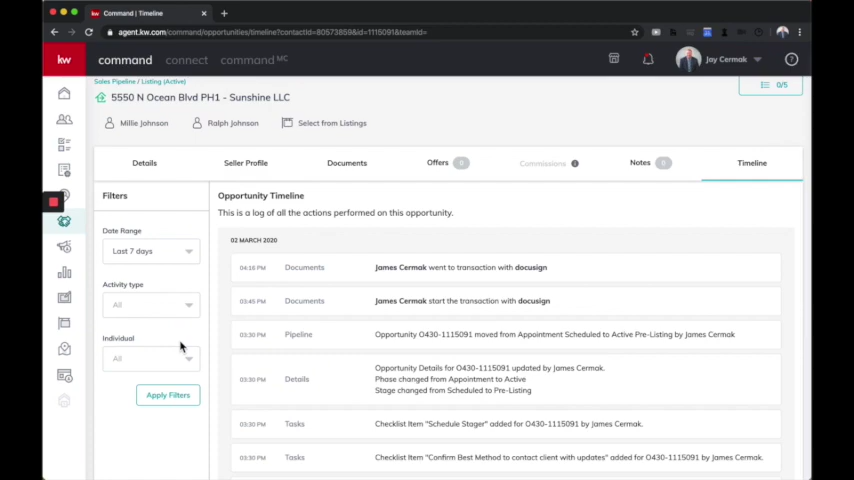 Command | Timeline
agent.kw.com/command/opportunities/timeline?contactId=80573859&id=1115091&teamId=
kw
command
connect
command MC
Jay Cermak
Sales Pipeline / Listing (Active)
5550 N Ocean Blvd PH1 - Sunshine LLC
0/5
Millie Johnson
Ralph Johnson
Select from Listings
Details
Seller Profile
Documents
Offers 0
Commissions
Notes 0
Timeline
Filters
Date Range
Last 7 days
Activity type
All
Individual
All
Apply Filters
Opportunity Timeline
This is a log of all the actions performed on this opportunity.
02 MARCH 2020
04:16 PM Documents James Cermak went to transaction with docusign
03:45 PM Documents James Cermak start the transaction with docusign
03:30 PM Pipeline Opportunity O430-1115091 moved from Appointment Scheduled to Active Pre-Listing by James Cermak
03:30 PM Details Opportunity Details for O430-1115091 updated by James Cermak.
Phase changed from Appointment to Active
Stage changed from Scheduled to Pre-Listing
03:30 PM Tasks Checklist Item "Schedule Stager" added for O430-1115091 by James Cermak.
03:30 PM Tasks Checklist Item "Confirm Best Method to contact client with updates" added for O430-1115091 by James Cermak.